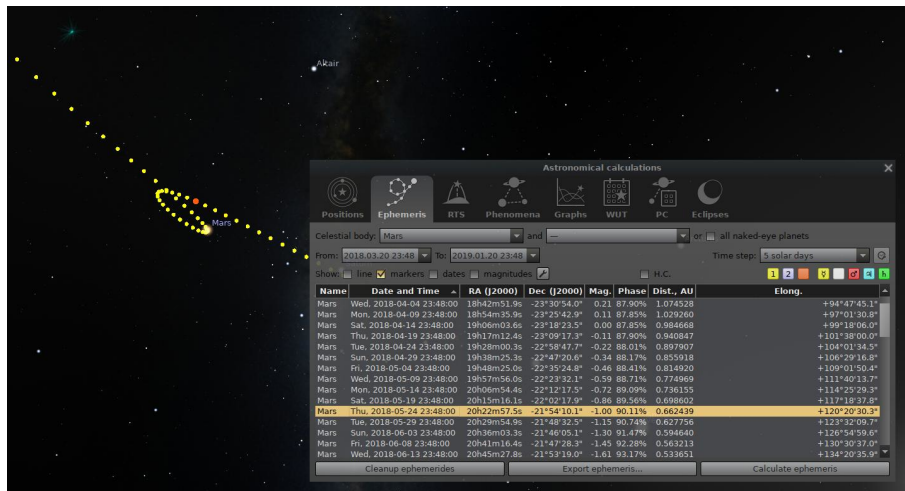 Altair
Mars
Astronomical calculations
Positions Ephemeris RTS Phenomena Graphs WUT PC Eclipses
Celestial body: Mars and --- or all naked-eye planets
From: 2018.03.20 23:48 To: 2019.01.20 23:48 Time step: 5 solar days
Show: line markers dates magnitudes H.C. 1 2 ☿ ♂ ♃ ♄
Name Date and Time RA (J2000) Dec (J2000) Mag. Phase Dist., AU Elong.
Mars Wed, 2018-04-04 23:48:00 18h42m51.9s -23°30'54.0" 0.21 87.90% 1.074528 +94°47'45.1"
Mars Mon, 2018-04-09 23:48:00 18h54m35.9s -23°25'42.9" 0.11 87.85% 1.029260 +97°01'30.8"
Mars Sat, 2018-04-14 23:48:00 19h06m03.6s -23°18'23.5" 0.00 87.85% 0.984668 +99°18'06.0"
Mars Thu, 2018-04-19 23:48:00 19h17m12.4s -23°09'17.3" -0.11 87.90% 0.940847 +101°38'00.0"
Mars Tue, 2018-04-24 23:48:00 19h28m00.3s -22°58'47.7" -0.22 88.01% 0.897907 +104°01'34.5"
Mars Sun, 2018-04-29 23:48:00 19h38m25.3s -22°47'20.6" -0.34 88.17% 0.855918 +106°29'16.8"
Mars Fri, 2018-05-04 23:48:00 19h48m25.0s -22°35'24.8" -0.46 88.41% 0.814920 +109°01'50.4"
Mars Wed, 2018-05-09 23:48:00 19h57m56.0s -22°23'32.1" -0.59 88.71% 0.774969 +111°40'13.7"
Mars Mon, 2018-05-14 23:48:00 20h06m54.4s -22°12'17.5" -0.72 89.09% 0.736155 +114°25'29.3"
Mars Sat, 2018-05-19 23:48:00 20h15m16.1s -22°02'17.9" -0.86 89.56% 0.698602 +117°18'37.8"
Mars Thu, 2018-05-24 23:48:00 20h22m57.5s -21°54'10.1" -1.00 90.11% 0.662439 +120°20'30.3"
Mars Tue, 2018-05-29 23:48:00 20h29m54.9s -21°48'32.5" -1.15 90.74% 0.627756 +123°32'09.7"
Mars Sun, 2018-06-03 23:48:00 20h36m03.3s -21°46'05.1" -1.30 91.47% 0.594640 +126°54'59.6"
Mars Fri, 2018-06-08 23:48:00 20h41m16.4s -21°47'28.3" -1.45 92.28% 0.563213 +130°30'37.0"
Mars Wed, 2018-06-13 23:48:00 20h45m27.8s -21°53'19.0" -1.61 93.17% 0.533651 +134°20'35.9"
Cleanup ephemerides Export ephemeris... Calculate ephemeris